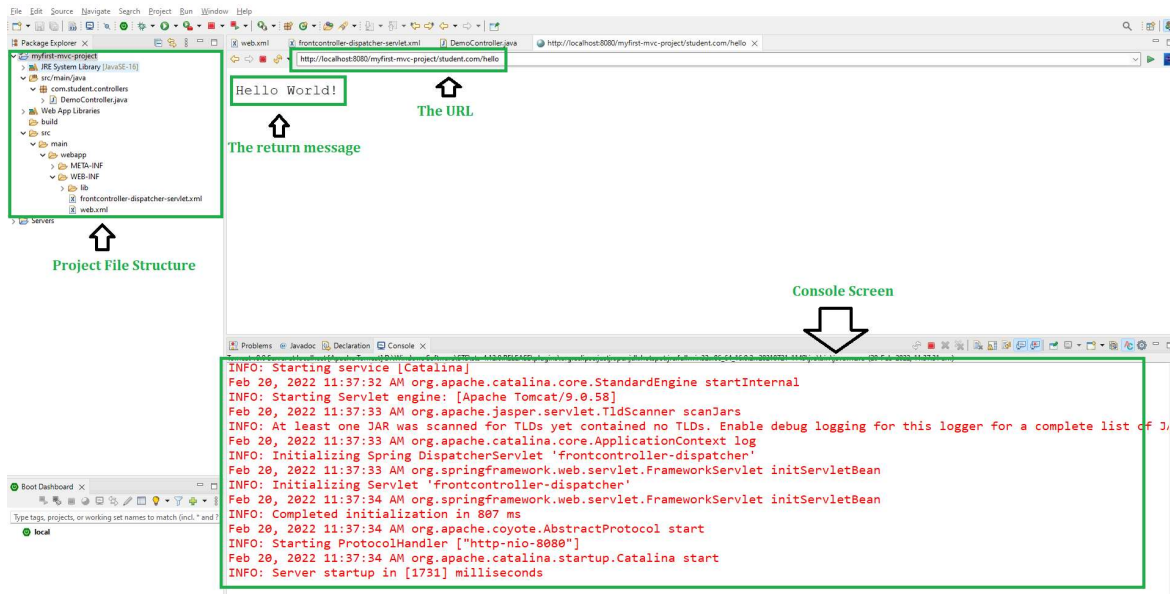 File Edit Source Navigate Search Project Run Window Help
Package Explorer
myfirst-mvc-project
JRE System Library [JavaSE-16]
src/main/java
com.student.controllers
DemoController.java
Web App Libraries
build
src
main
webapp
META-INF
WEB-INF
lib
frontcontroller-dispatcher-servlet.xml
web.xml
Servers
Project File Structure
web.xml frontcontroller-dispatcher-servlet.xml DemoController.java http://localhost:8080/myfirst-mvc-project/student.com/hello
http://localhost:8080/myfirst-mvc-project/student.com/hello
Hello World!
The URL
The return message
Console Screen
Problems Javadoc Declaration Console
INFO: Starting service [Catalina]
Feb 20, 2022 11:37:32 AM org.apache.catalina.core.StandardEngine startInternal
INFO: Starting Servlet engine: [Apache Tomcat/9.0.58]
Feb 20, 2022 11:37:33 AM org.apache.jasper.servlet.TldScanner scanJars
INFO: At least one JAR was scanned for TLDs yet contained no TLDs. Enable debug logging for this logger for a complete list of
Feb 20, 2022 11:37:33 AM org.apache.catalina.core.ApplicationContext log
INFO: Initializing Spring DispatcherServlet 'frontcontroller-dispatcher'
Feb 20, 2022 11:37:33 AM org.springframework.web.servlet.FrameworkServlet initServletBean
INFO: Initializing Servlet 'frontcontroller-dispatcher'
Feb 20, 2022 11:37:34 AM org.springframework.web.servlet.FrameworkServlet initServletBean
INFO: Completed initialization in 807 ms
Feb 20, 2022 11:37:34 AM org.apache.coyote.AbstractProtocol start
INFO: Starting ProtocolHandler ["http-nio-8080"]
Feb 20, 2022 11:37:34 AM org.apache.catalina.startup.Catalina start
INFO: Server startup in [1731] milliseconds
Boot Dashboard
Type tags, projects, or working set names to match (incl. * and ?
local